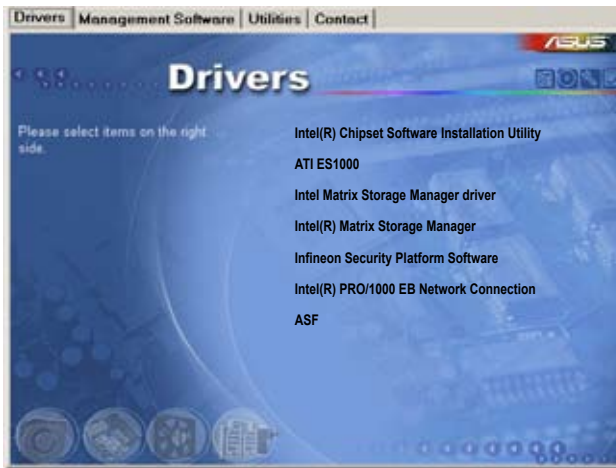 Drivers
Management Software
Utilities
Contact
ASUS
Drivers
Please select items on the right
side.
Intel(R) Chipset Software Installation Utility
ATI ES1000
Intel Matrix Storage Manager driver
Intel(R) Matrix Storage Manager
Infineon Security Platform Software
Intel(R) PRO/1000 EB Network Connection
ASF